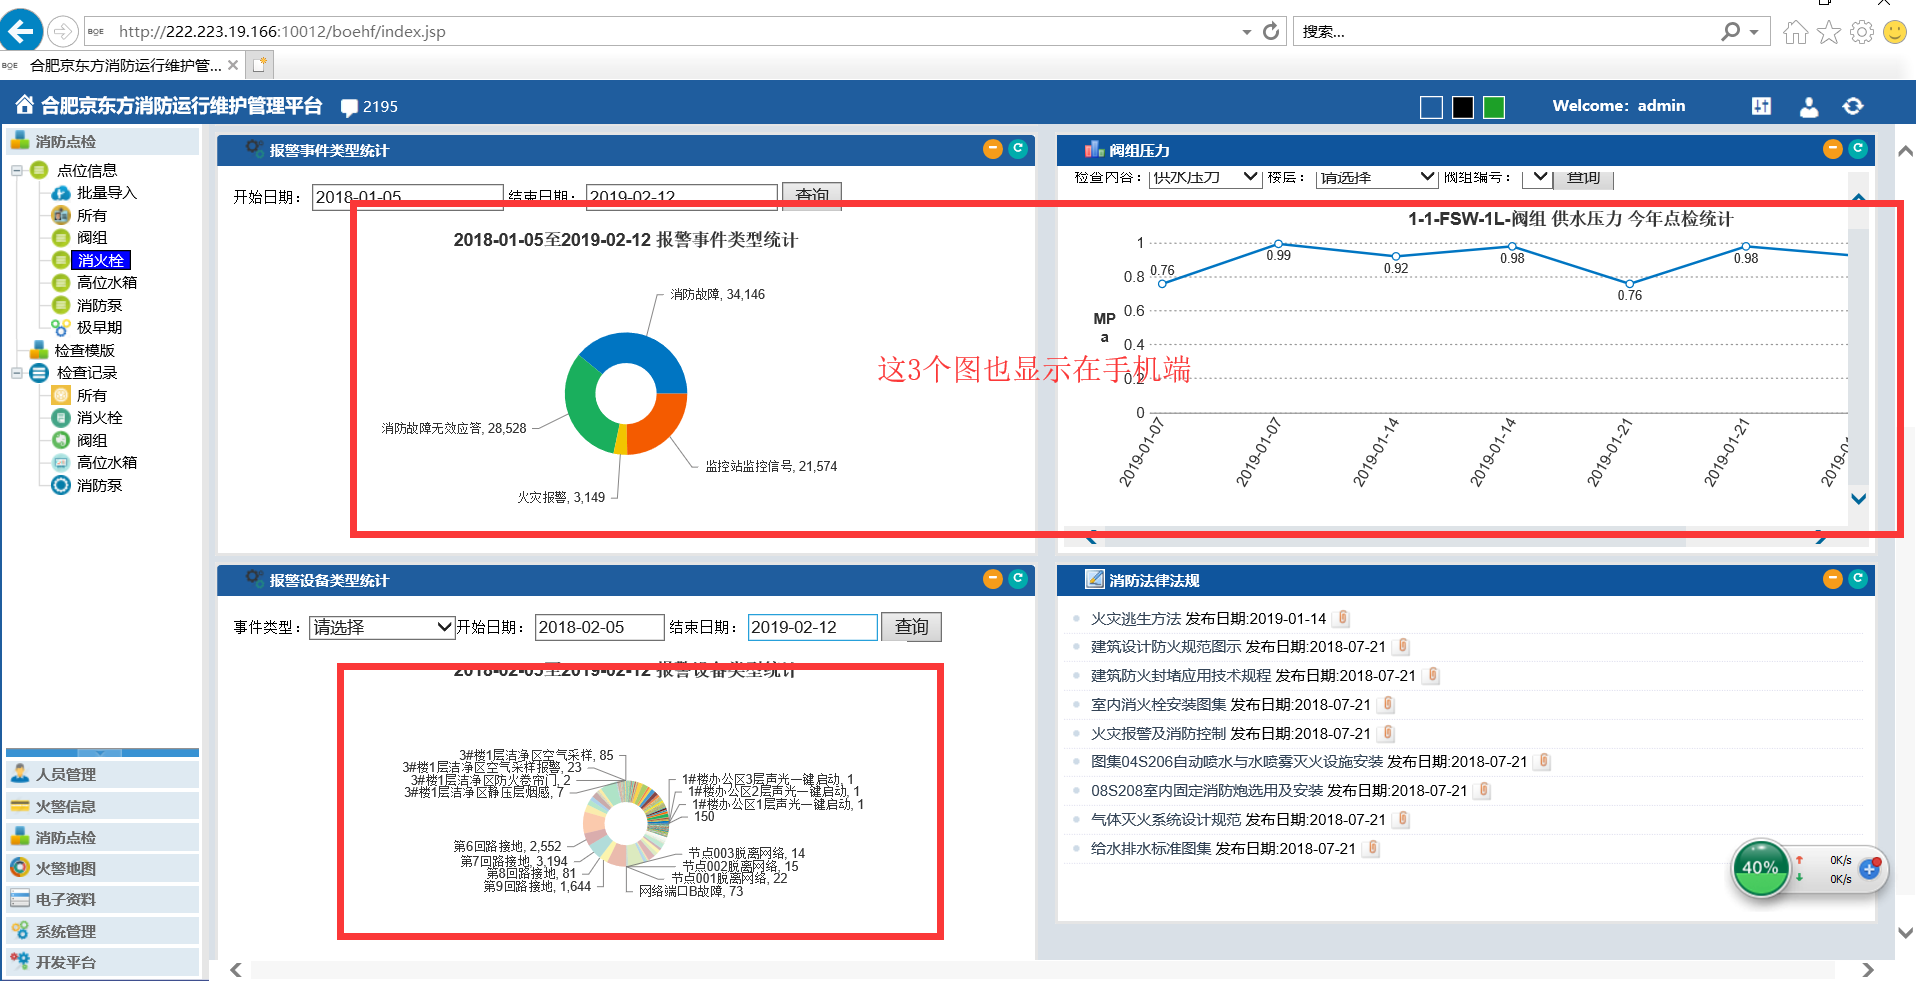 http://222.223.19.166:10012/boehf/index.jsp
搜索...
BOE 合肥京东方消防运行维护管...
合肥京东方消防运行维护管理平台 2195
Welcome：admin
消防点检
点位信息
批量导入
所有
阀组
消火栓
高位水箱
消防泵
极早期
检查模版
检查记录
所有
消火栓
阀组
高位水箱
消防泵
人员管理
火警信息
消防点检
火警地图
电子资料
系统管理
开发平台
报警事件类型统计
开始日期： 2018-01-05 结束日期： 2019-02-12 查询
2018-01-05至2019-02-12 报警事件类型统计
消防故障, 34,146
消防故障无效应答, 28,528
监控站监控信号, 21,574
火灾报警, 3,149
这3个图也显示在手机端
阀组压力
检查内容： 供水压力 楼层： 请选择 阀组编号： 查询
1-1-FSW-1L-阀组 供水压力 今年点检统计
MP
a
1
0.8
0.6
0.4
0.2
0
0.76
0.99
0.92
0.98
0.76
0.98
2019-01-07
2019-01-07
2019-01-14
2019-01-14
2019-01-21
2019-01-21
2019-0
报警设备类型统计
事件类型： 请选择 开始日期： 2018-02-05 结束日期： 2019-02-12 查询
2018-02-05至2019-02-12 报警设备类型统计
3#楼1层洁净区空气采样, 85
3#楼1层洁净区空气采样报警, 23
3#楼1层洁净区防火卷帘门, 2
3#楼1层洁净区静压层烟感, 7
1#楼办公区3层声光一键启动, 1
1#楼办公区2层声光一键启动, 1
1#楼办公区1层声光一键启动, 1
150
第6回路接地, 2,552
第7回路接地, 3,194
第8回路接地, 81
第9回路接地, 1,644
节点003脱离网络, 14
节点002脱离网络, 15
节点001脱离网络, 22
网络端口B故障, 73
消防法律法规
火灾逃生方法 发布日期:2019-01-14
建筑设计防火规范图示 发布日期:2018-07-21
建筑防火封堵应用技术规程 发布日期:2018-07-21
室内消火栓安装图集 发布日期:2018-07-21
火灾报警及消防控制 发布日期:2018-07-21
图集04S206自动喷水与水喷雾灭火设施安装 发布日期:2018-07-21
08S208室内固定消防炮选用及安装 发布日期:2018-07-21
气体灭火系统设计规范 发布日期:2018-07-21
给水排水标准图集 发布日期:2018-07-21
40%
0K/s
0K/s